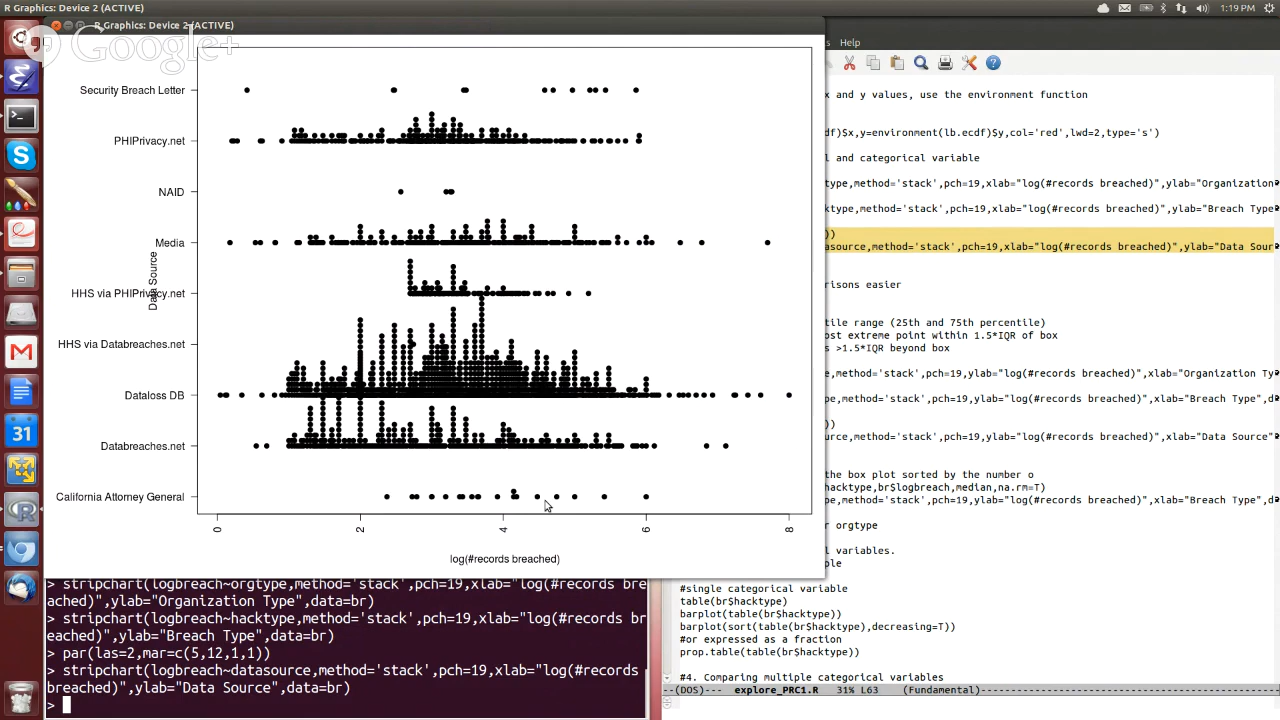 R Graphics: Device 2 (ACTIVE)
1:19 PM
R Graphics: Device 2 (ACTIVE)
Google+
Security Breach Letter
PHIPrivacy.net
NAID
Media
HHS via PHIPrivacy.net
HHS via Databreaches.net
Dataloss DB
Databreaches.net
California Attorney General
Data Source
0 2 4 6 8
log(#records breached)
31
s Help
x and y values, use the environment function
cdf)$x,y=environment(lb.ecdf)$y,col='red',lwd=2,type='s')
l and categorical variable
type,method='stack',pch=19,xlab="log(#records breached)",ylab="Organization
ktype,method='stack',pch=19,xlab="log(#records breached)",ylab="Breach Type
))
asource,method='stack',pch=19,xlab="log(#records breached)",ylab="Data Sour
risons easier
tile range (25th and 75th percentile)
ost extreme point within 1.5*IQR of box
s >1.5*IQR beyond box
e,method='stack',pch=19,ylab="log(#records breached)",xlab="Organization Ty
pe,method='stack',pch=19,ylab="log(#records breached)",xlab="Breach Type",d
))
urce,method='stack',pch=19,ylab="log(#records breached)",xlab="Data Source"
the box plot sorted by the number o
hacktype,br$logbreach,median,na.rm=T)
pe,method='stack',pch=19,ylab="log(#records breached)",xlab="Breach Type",d
r orgtype
l variables.
ple
#single categorical variable
table(br$hacktype)
barplot(table(br$hacktype))
barplot(sort(table(br$hacktype),decreasing=T))
#or expressed as a fraction
prop.table(table(br$hacktype))
#4. Comparing multiple categorical variables
--(DOS)--- explore_PRC1.R 31% L63 (Fundamental)
> stripchart(logbreach~orgtype,method='stack',pch=19,xlab="log(#records bre
ached)",ylab="Organization Type",data=br)
> stripchart(logbreach~hacktype,method='stack',pch=19,xlab="log(#records br
eached)",ylab="Breach Type",data=br)
> par(las=2,mar=c(5,12,1,1))
> stripchart(logbreach~datasource,method='stack',pch=19,xlab="log(#records
breached)",ylab="Data Source",data=br)
>